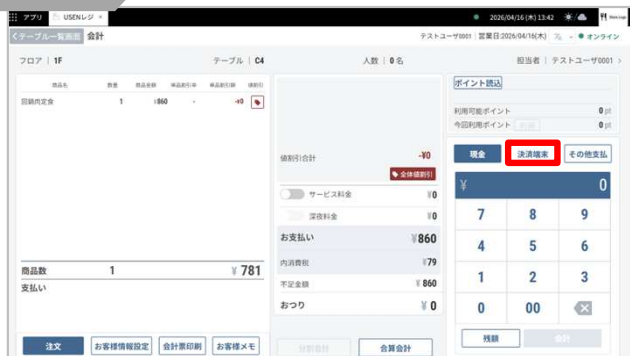 アプリ USENレジ ×
2026/04/16(木) 13:42
<テーブル一覧画面 会計 テストユーザ0001 営業日:2026/04/16(木) オンライン
フロア 1F テーブル C4 人数 0 名 担当者 テストユーザ0001 >
商品名 数量 商品金額 単品割引率 単品割引額 値割引
回鍋肉定食 1 ¥860 - -¥0
商品数 1 ¥ 781
支払い
注文 お客様情報設定 会計票印刷 お客様メモ
値割引合計 -¥0
全体値割引
サービス料金 ¥0
深夜料金 ¥0
お支払い ¥860
内消費税 ¥79
不足金額 ¥ 860
おつり ¥ 0
分割会計 合算会計
ポイント読込
利用可能ポイント 0 pt
今回利用ポイント 利用 0 pt
現金 決済端末 その他支払
¥ 0
7 8 9
4 5 6
1 2 3
0 00
残額 会計